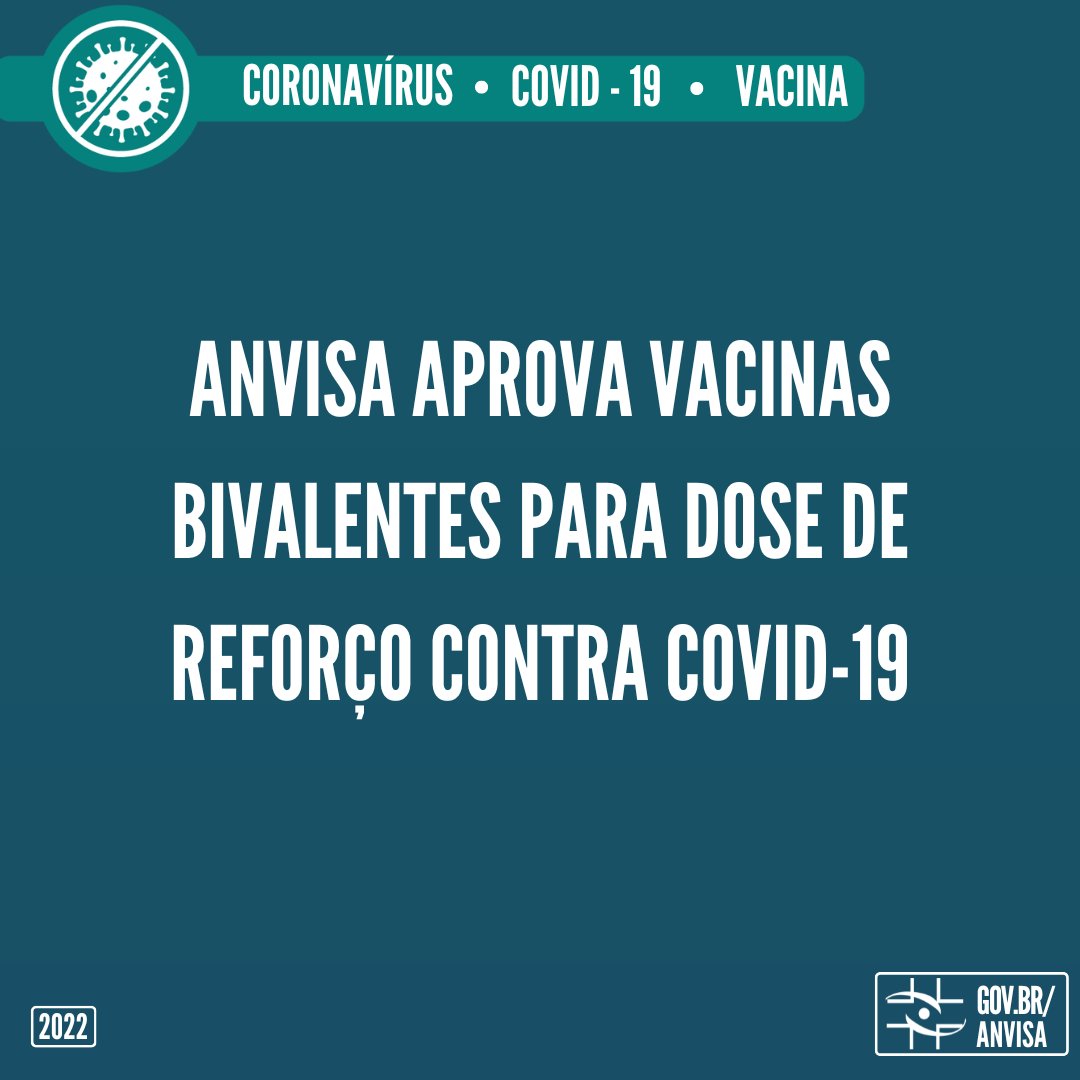 CORONAVÍRUS • COVID - 19 • VACINA
ANVISA APROVA VACINAS
BIVALENTES PARA DOSE DE
REFORÇO CONTRA COVID-19
2022
GOV.BR/
ANVISA